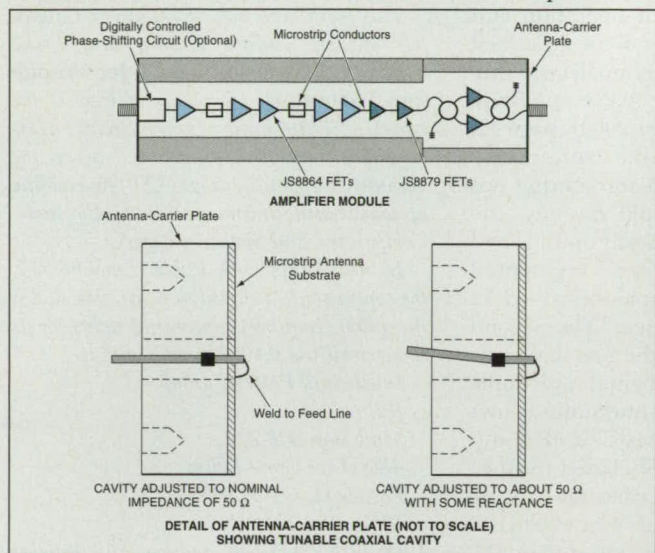 Digitally Controlled
Phase-Shifting Circuit (Optional)
Microstrip Conductors
Antenna-Carrier
Plate
JS8864 FETs
JS8879 FETs
AMPLIFIER MODULE
Antenna-Carrier Plate
Microstrip Antenna
Substrate
Weld to Feed Line
CAVITY ADJUSTED TO NOMINAL
IMPEDANCE OF 50 Ω
CAVITY ADJUSTED TO ABOUT 50 Ω
WITH SOME REACTANCE
DETAIL OF ANTENNA-CARRIER PLATE (NOT TO SCALE)
SHOWING TUNABLE COAXIAL CAVITY